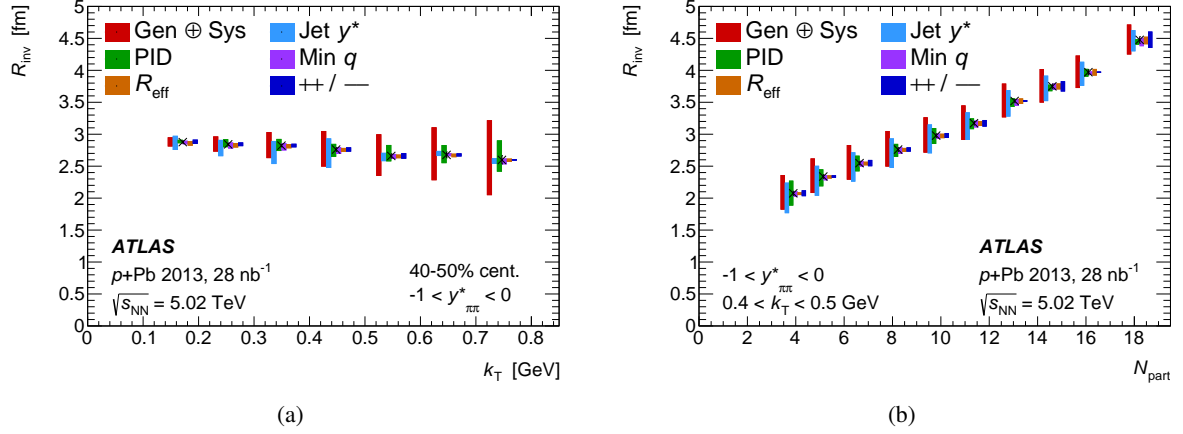 R_inv [fm]
5
4.5
4
3.5
3
2.5
2
1.5
1
0.5
0
Gen ⊕ Sys
PID
R_eff
Jet y*
Min q
++ / −−
ATLAS
p+Pb 2013, 28 nb⁻¹
√s_NN = 5.02 TeV
40-50% cent.
-1 < y*_ππ < 0
0 0.1 0.2 0.3 0.4 0.5 0.6 0.7 0.8
k_T [GeV]
(a)
R_inv [fm]
5
4.5
4
3.5
3
2.5
2
1.5
1
0.5
0
Gen ⊕ Sys
PID
R_eff
Jet y*
Min q
++ / −−
-1 < y*_ππ < 0
0.4 < k_T < 0.5 GeV
ATLAS
p+Pb 2013, 28 nb⁻¹
√s_NN = 5.02 TeV
0 2 4 6 8 10 12 14 16 18
N_part
(b)